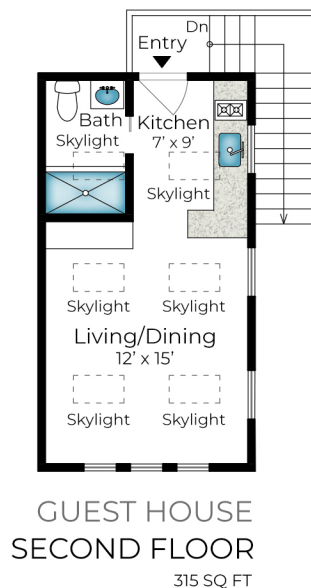 Dn
Entry
Bath
Skylight
Kitchen
7' x 9'
Skylight
Skylight
Skylight
Living/Dining
12' x 15'
Skylight
Skylight
GUEST HOUSE
SECOND FLOOR
315 SQ FT